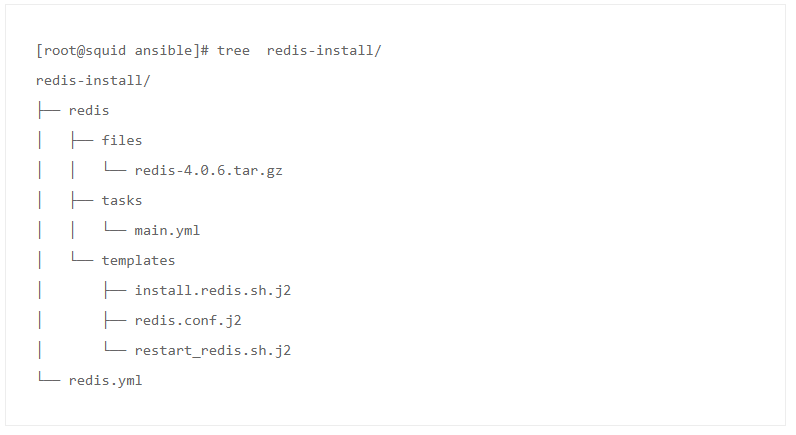 [root@squid ansible]# tree  redis-install/
redis-install/
├── redis
│   ├── files
│   │   └── redis-4.0.6.tar.gz
│   ├── tasks
│   │   └── main.yml
│   └── templates
│       ├── install.redis.sh.j2
│       ├── redis.conf.j2
│       └── restart_redis.sh.j2
└── redis.yml